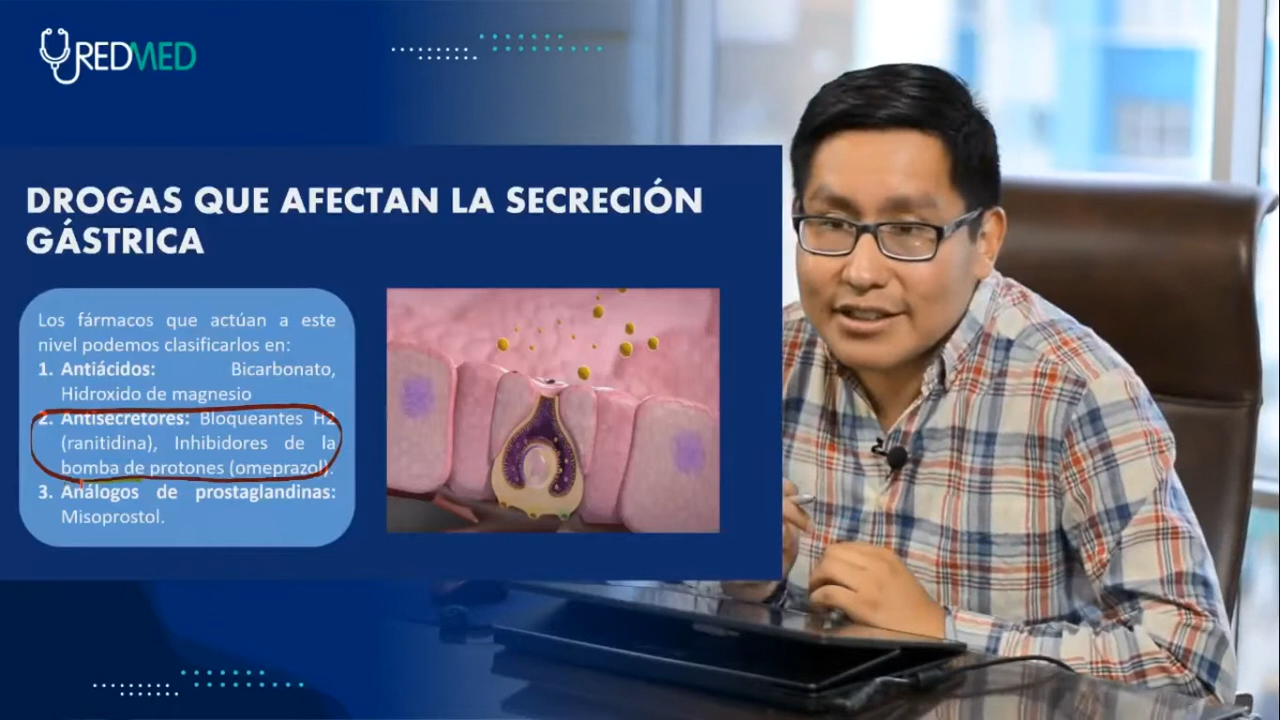 REDMED
DROGAS QUE AFECTAN LA SECRECIÓN
GÁSTRICA
Los fármacos que actúan a este
nivel podemos clasificarlos en:
1. Antiácidos: Bicarbonato,
Hidroxido de magnesio
2. Antisecretores: Bloqueantes H2
(ranitidina), Inhibidores de la
bomba de protones (omeprazol).
3. Análogos de prostaglandinas:
Misoprostol.